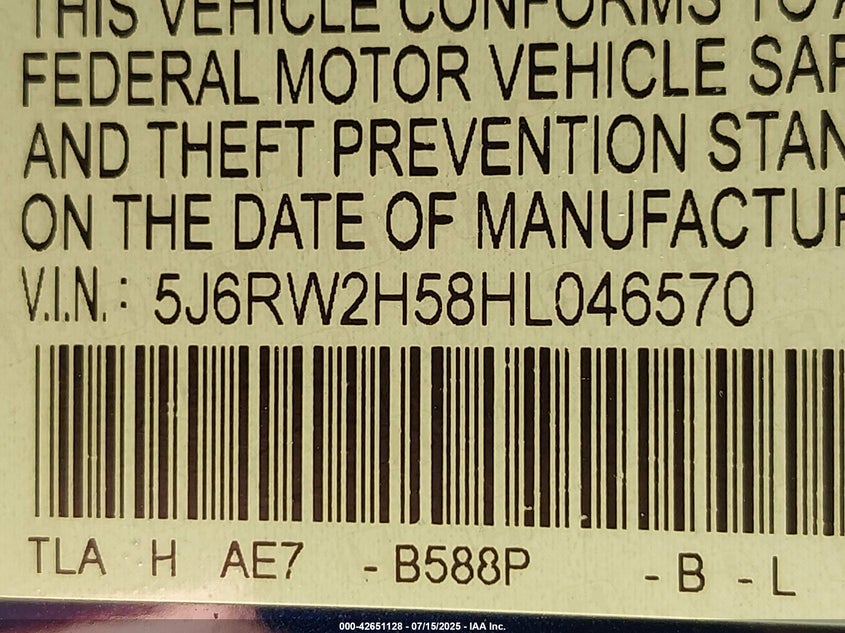 THIS VEHICLE CONFORMS TO A
FEDERAL MOTOR VEHICLE SAF
AND THEFT PREVENTION STAN
ON THE DATE OF MANUFACTUR
V.I.N. : 5J6RW2H58HL046570
TLA H AE7 - B588P - B - L
000-42651128 - 07/15/2025 - IAA Inc.